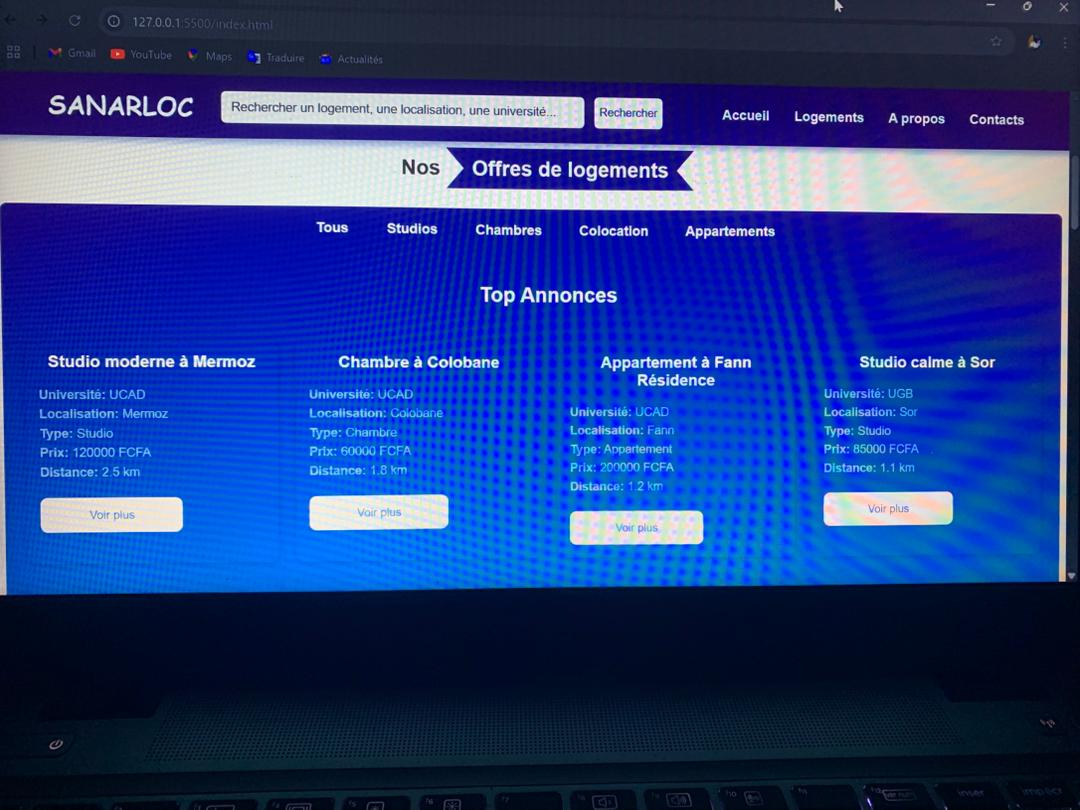 127.0.0.1:5500/index.html
Gmail YouTube Maps Traduire Actualités
SANARLOC Rechercher un logement, une localisation, une université... Rechercher Accueil Logements A propos Contacts
Nos Offres de logements
Tous Studios Chambres Colocation Appartements
Top Annonces
Studio moderne à Mermoz
Université: UCAD
Localisation: Mermoz
Type: Studio
Prix: 120000 FCFA
Distance: 2.5 km
Voir plus
Chambre à Colobane
Université: UCAD
Localisation: Colobane
Type: Chambre
Prix: 60000 FCFA
Distance: 1.8 km
Voir plus
Appartement à Fann
Résidence
Université: UCAD
Localisation: Fann
Type: Appartement
Prix: 200000 FCFA
Distance: 1.2 km
Voir plus
Studio calme à Sor
Université: UGB
Localisation: Sor
Type: Studio
Prix: 85000 FCFA
Distance: 1.1 km
Voir plus
inser